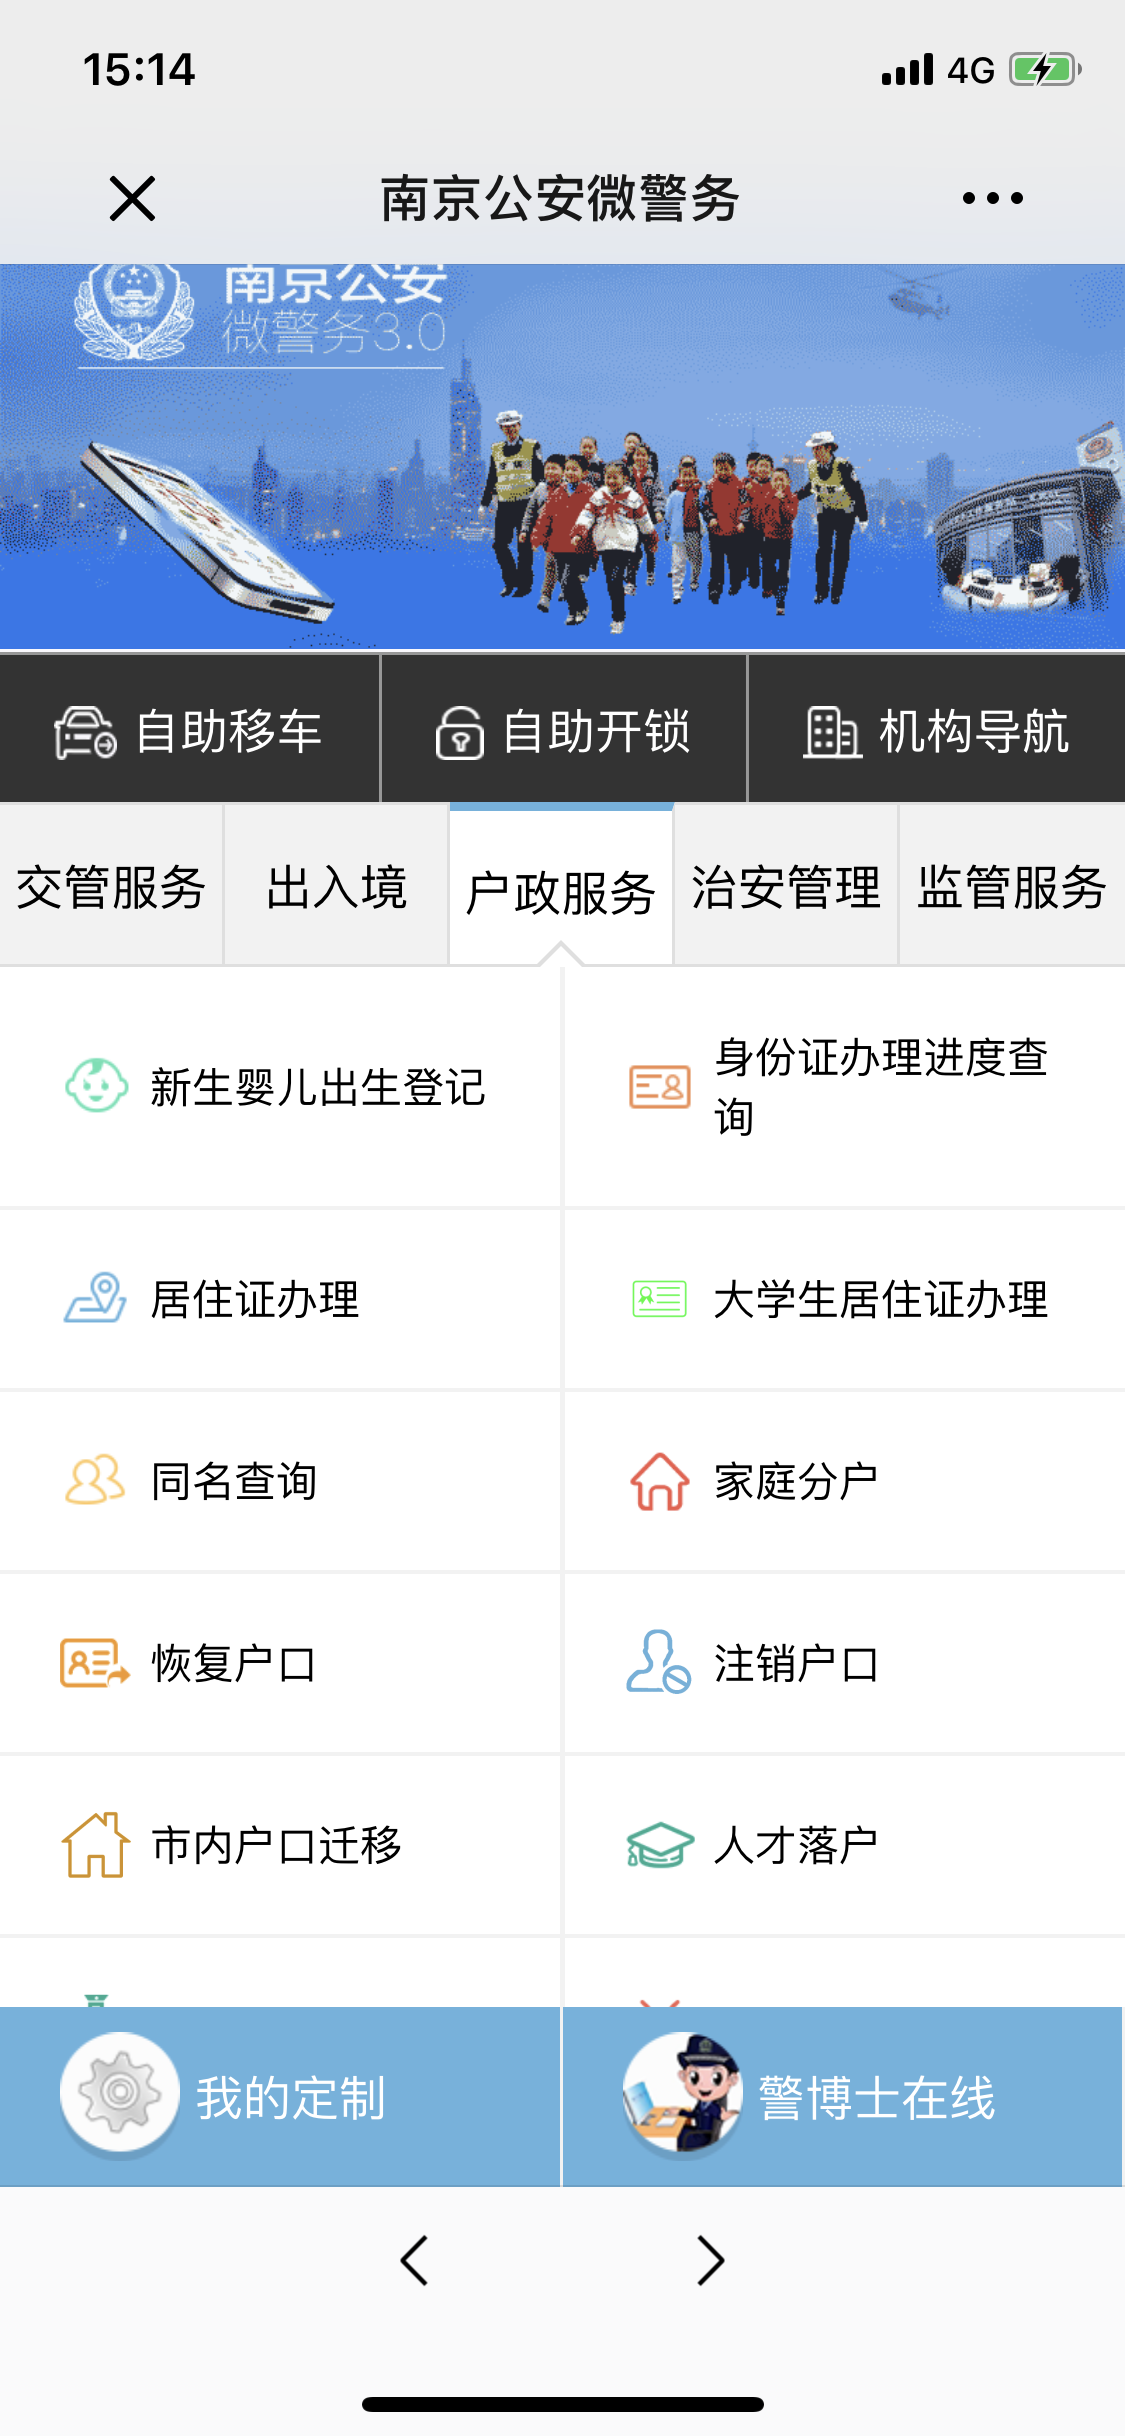 15:14
4G
南京公安微警务
南京公安
微警务3.0
自助移车
自助开锁
机构导航
交管服务
出入境
户政服务
治安管理
监管服务
新生婴儿出生登记
身份证办理进度查
询
居住证办理
大学生居住证办理
同名查询
家庭分户
恢复户口
注销户口
市内户口迁移
人才落户
我的定制
警博士在线